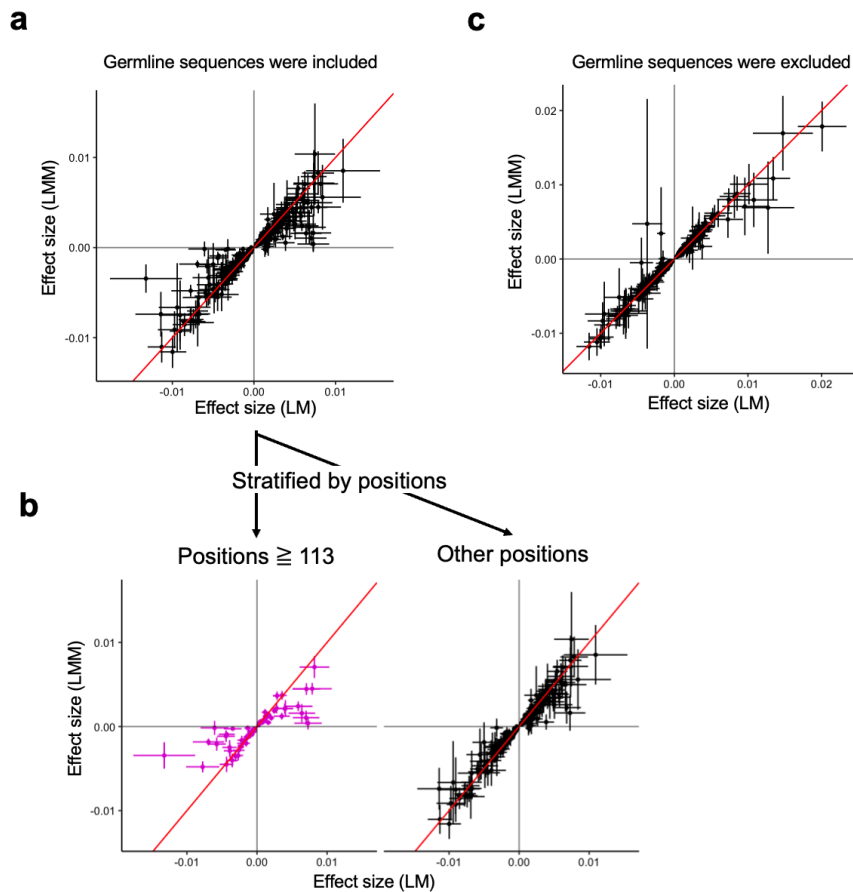 a
Germline sequences were included
Effect size (LMM)
0.01
0.00
-0.01
-0.01
0.00
0.01
Effect size (LM)
c
Germline sequences were excluded
Effect size (LMM)
0.02
0.01
0.00
-0.01
-0.01
0.00
0.01
0.02
Effect size (LM)
Stratified by positions
b
Positions ≧ 113
Other positions
Effect size (LMM)
0.01
0.00
-0.01
-0.01
0.00
0.01
-0.01
0.00
0.01
Effect size (LM)